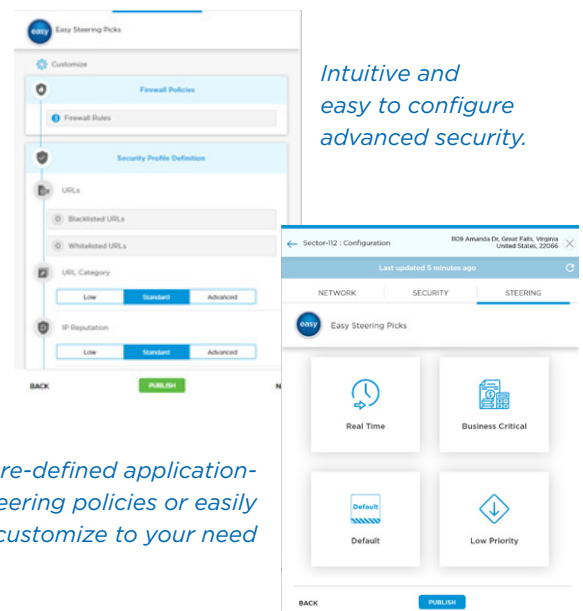 easy Easy Steering Picks
Customize
Firewall Policies
Firewall Rules
Security Profile Definition
URLs
0 Blacklisted URLs
0 Whitelisted URLs
URL Category
Low Standard Advanced
IP Reputation
Low Standard Advanced
BACK PUBLISH N
Intuitive and
easy to configure
advanced security.
Sector-112 : Configuration
1109 Amanda Dr, Great Falls, Virginia
United States, 22066
Last updated 5 minutes ago
NETWORK SECURITY STEERING
easy Easy Steering Picks
Real Time Business Critical
Default
Default Low Priority
BACK PUBLISH
re-defined application-
eering policies or easily
customize to your need